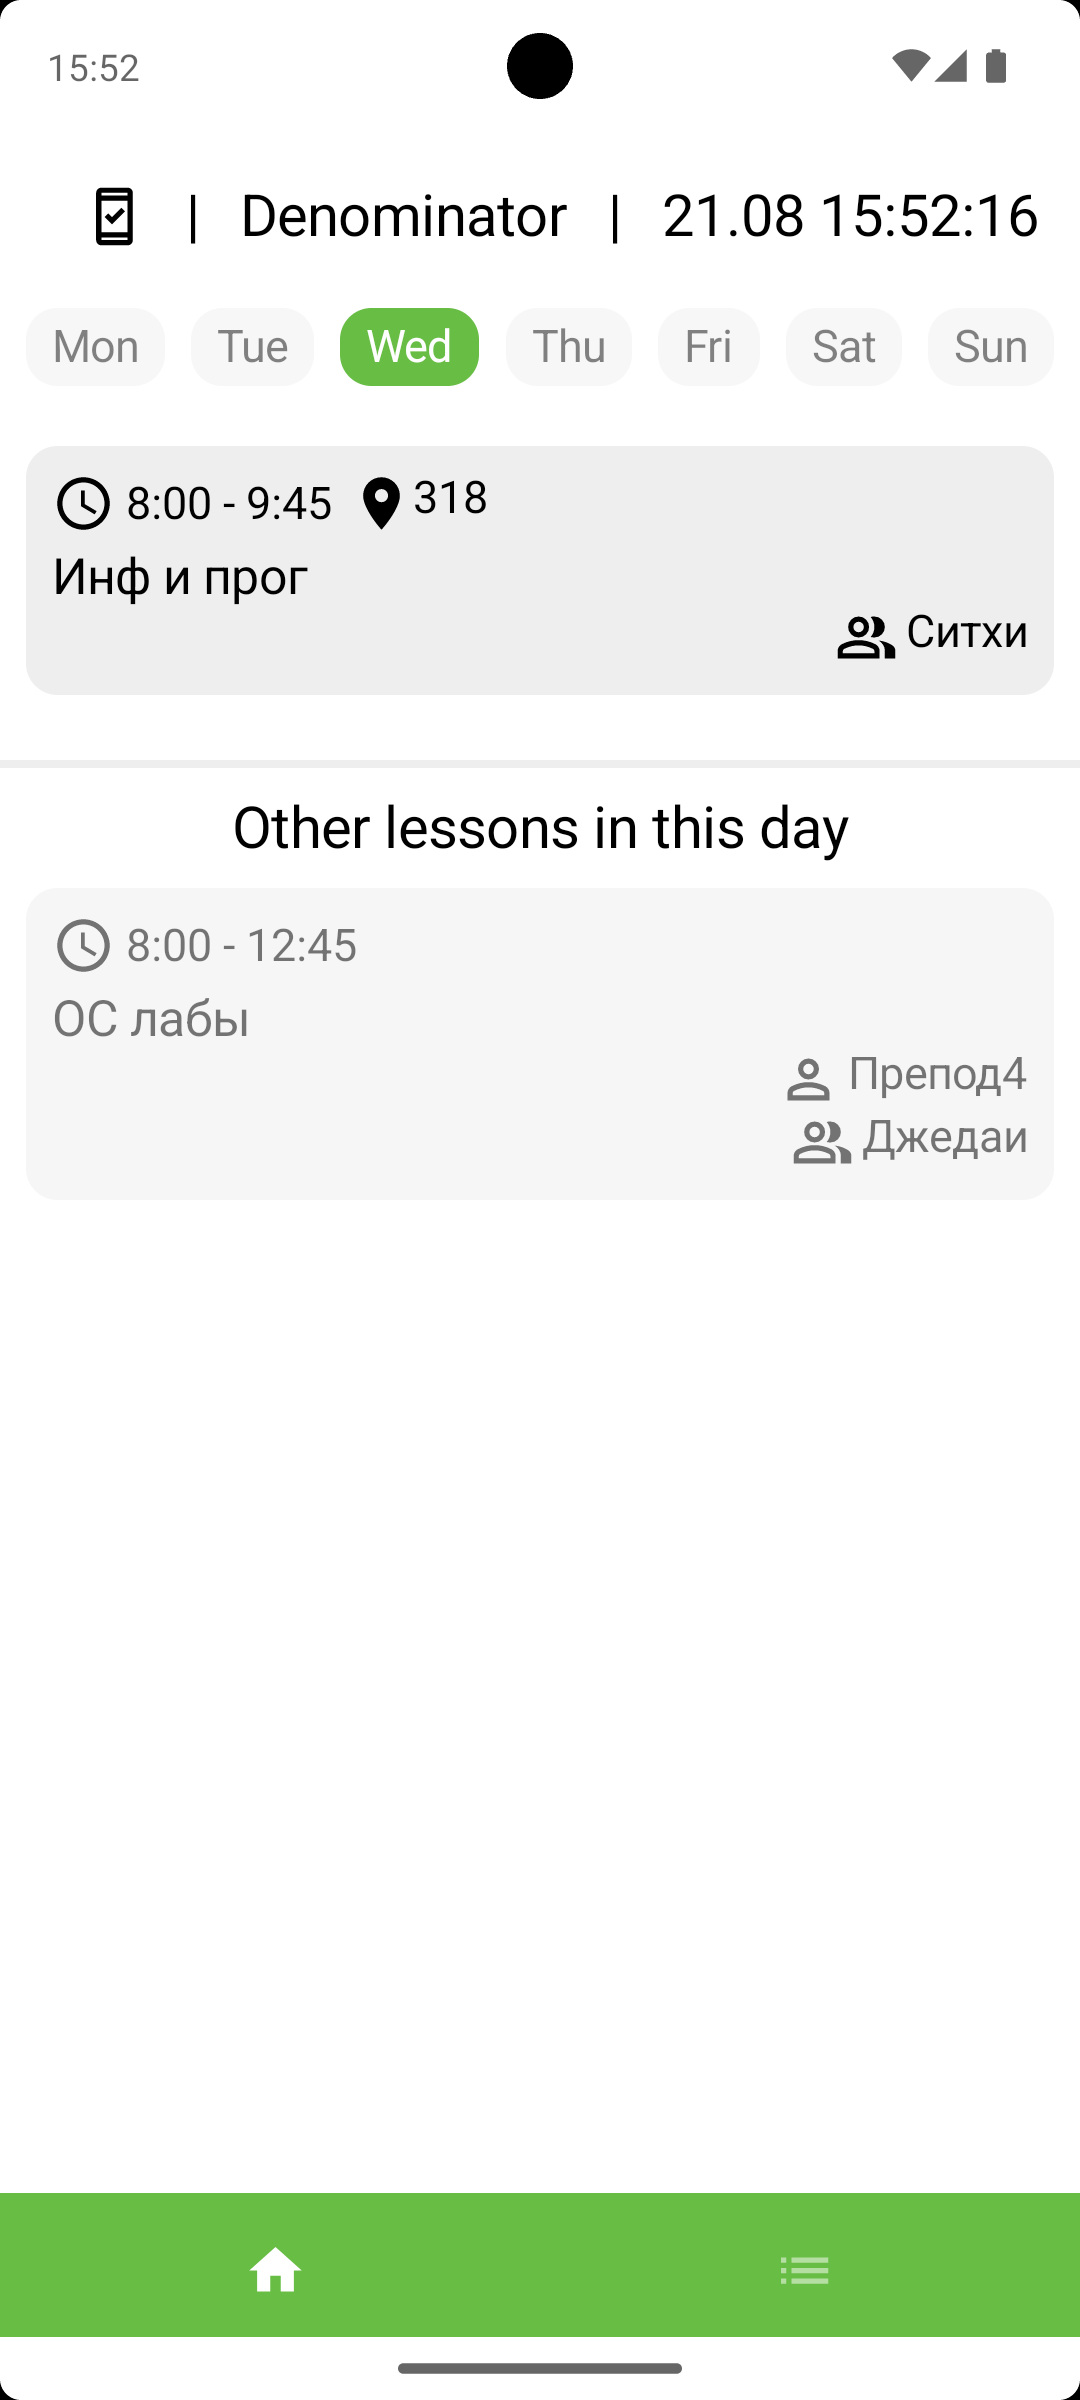 15:52
| Denominator | 21.08 15:52:16
Mon Tue Wed Thu Fri Sat Sun
8:00 - 9:45 318
Инф и прог
Ситхи
Other lessons in this day
8:00 - 12:45
ОС лабы
Препод4
Джедаи